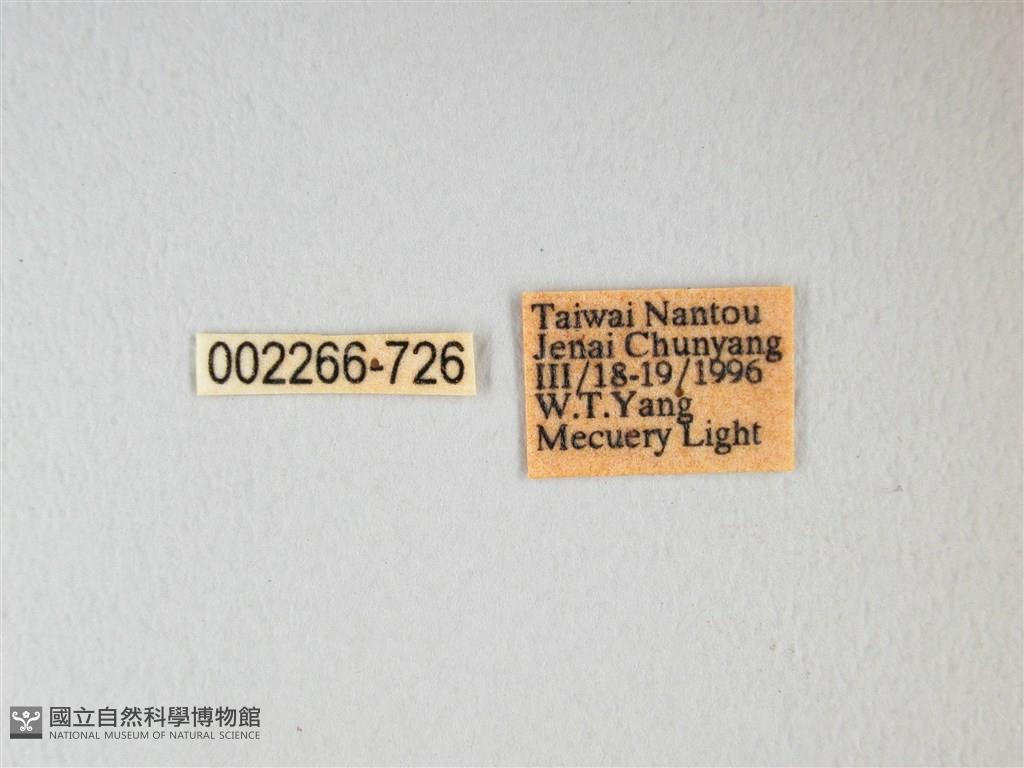 002266-726
Taiwai Nantou
Jenai Chunyang
III/18-19/1996
W.T.Yang
Mecuery Light
國立自然科學博物館
NATIONAL MUSEUM OF NATURAL SCIENCE